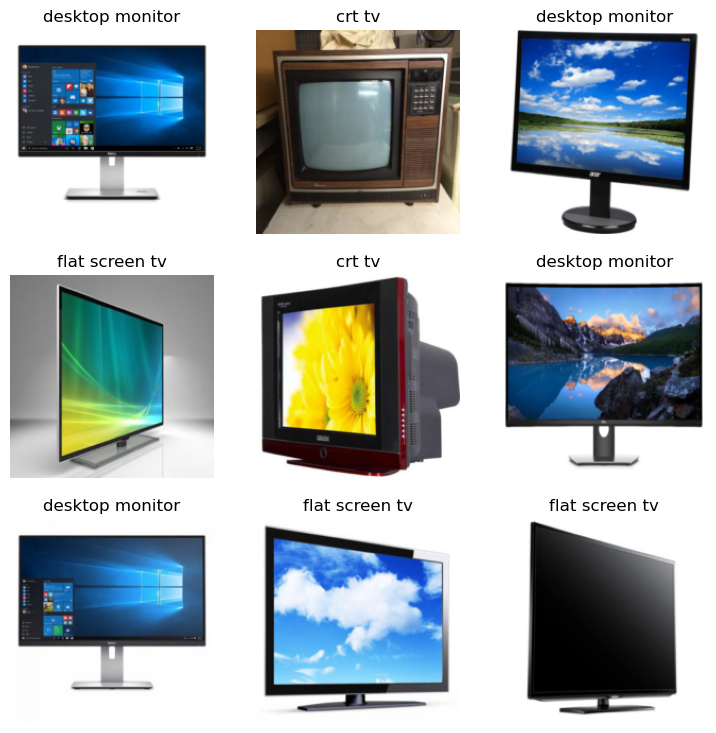 desktop monitor
crt tv
desktop monitor
acer
flat screen tv
crt tv
desktop monitor
desktop monitor
flat screen tv
flat screen tv